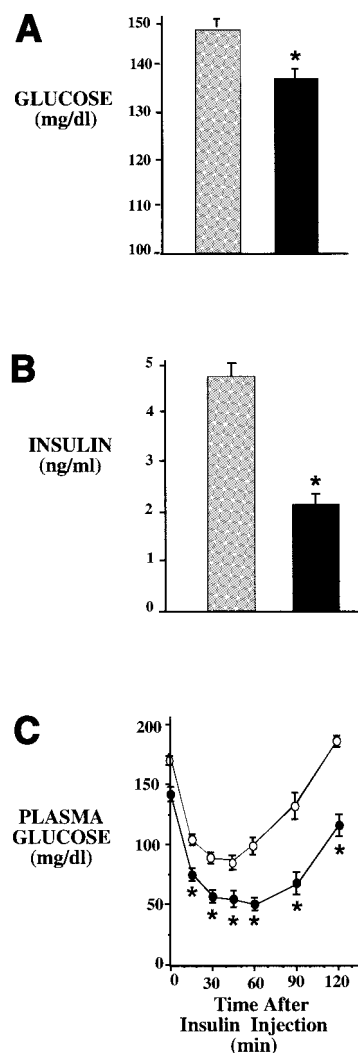 A
GLUCOSE
(mg/dl)
150
140
130
120
110
100
*
B
INSULIN
(ng/ml)
5
4
3
2
1
0
*
C
PLASMA
GLUCOSE
(mg/dl)
200
150
100
50
0
* * * * * *
0 30 60 90 120
Time After
Insulin Injection
(min)